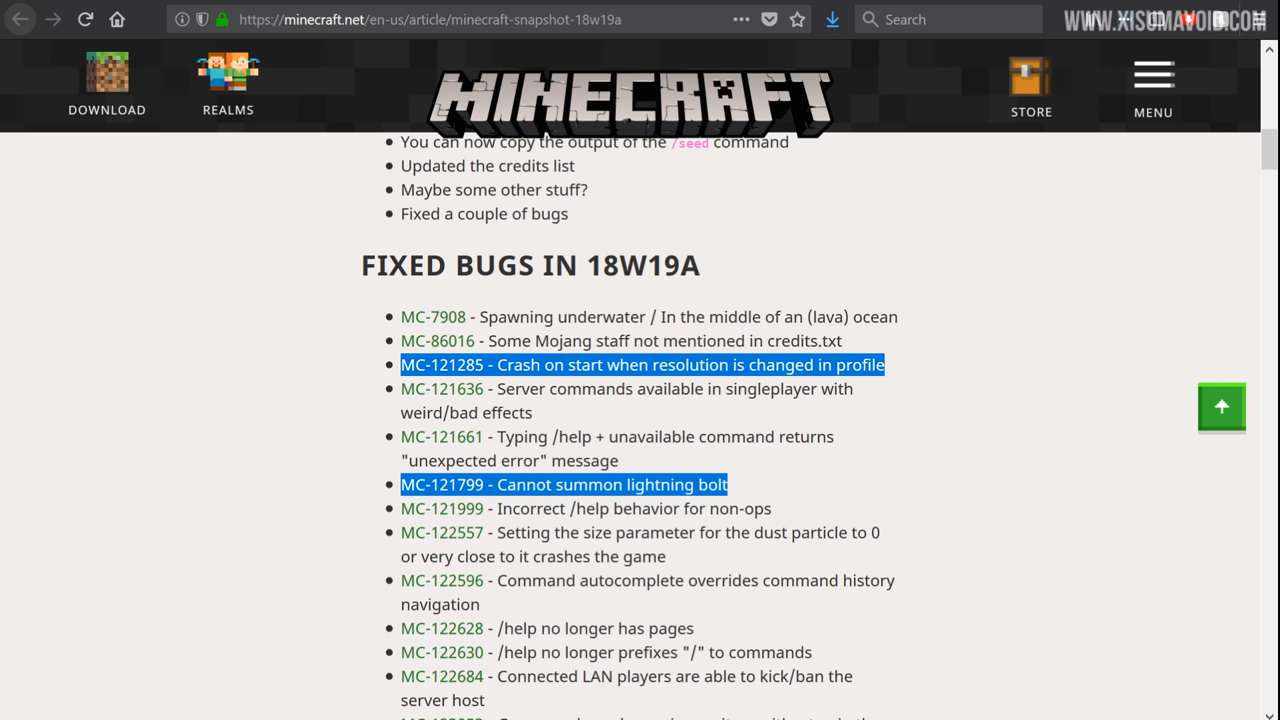 https://minecraft.net/en-us/article/minecraft-snapshot-18w19a
Search
WWW.XISUMAVOID.COM
DOWNLOAD
REALMS
MINECRAFT
STORE
MENU
You can now copy the output of the /seed command
Updated the credits list
Maybe some other stuff?
Fixed a couple of bugs
FIXED BUGS IN 18W19A
MC-7908 - Spawning underwater / In the middle of an (lava) ocean
MC-86016 - Some Mojang staff not mentioned in credits.txt
MC-121285 - Crash on start when resolution is changed in profile
MC-121636 - Server commands available in singleplayer with
weird/bad effects
MC-121661 - Typing /help + unavailable command returns
"unexpected error" message
MC-121799 - Cannot summon lightning bolt
MC-121999 - Incorrect /help behavior for non-ops
MC-122557 - Setting the size parameter for the dust particle to 0
or very close to it crashes the game
MC-122596 - Command autocomplete overrides command history
navigation
MC-122628 - /help no longer has pages
MC-122630 - /help no longer prefixes "/" to commands
MC-122684 - Connected LAN players are able to kick/ban the
server host